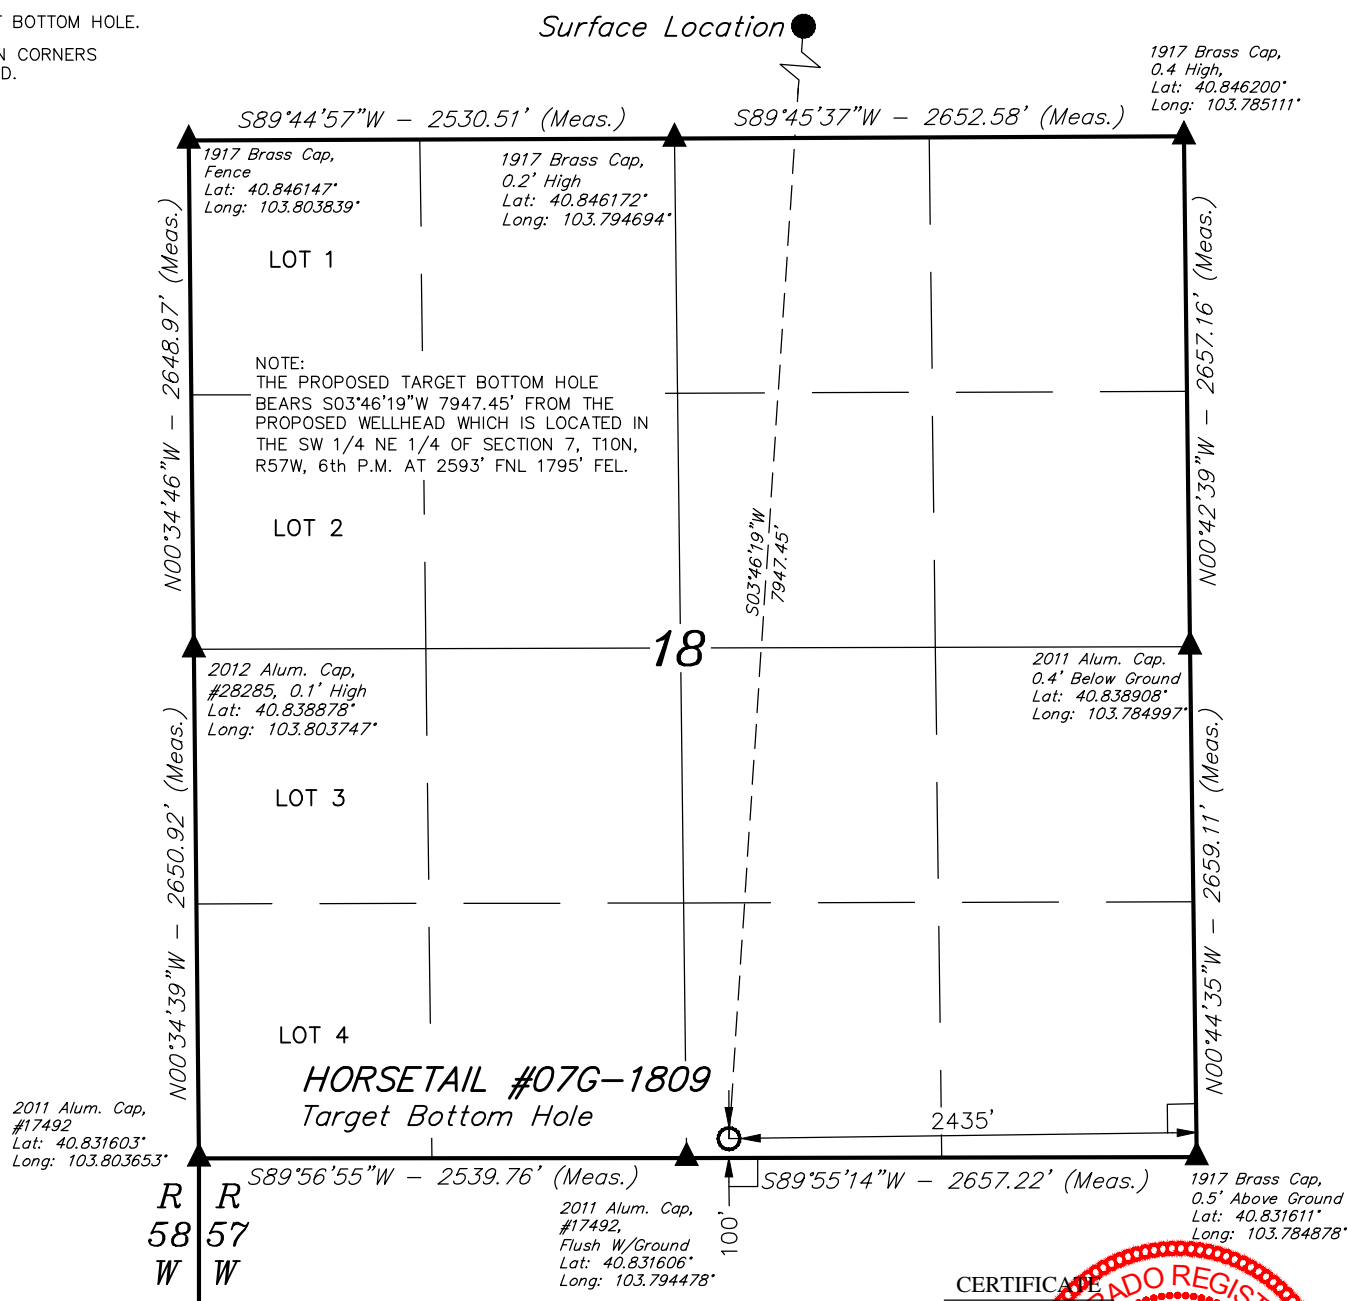 T BOTTOM HOLE.
N CORNERS
D.
Surface Location
1917 Brass Cap,
0.4 High,
Lat: 40.846200°
Long: 103.785111°
S89°44'57"W - 2530.51' (Meas.)
S89°45'37"W - 2652.58' (Meas.)
1917 Brass Cap,
Fence
Lat: 40.846147°
Long: 103.803839°
1917 Brass Cap,
0.2' High
Lat: 40.846172°
Long: 103.794694°
N00°34'46"W - 2648.97' (Meas.)
N00°42'39"W - 2657.16' (Meas.)
LOT 1
NOTE:
THE PROPOSED TARGET BOTTOM HOLE
BEARS S03°46'19"W 7947.45' FROM THE
PROPOSED WELLHEAD WHICH IS LOCATED IN
THE SW 1/4 NE 1/4 OF SECTION 7, T10N,
R57W, 6th P.M. AT 2593' FNL 1795' FEL.
LOT 2
S03°46'19"W
7947.45'
18
2012 Alum. Cap,
#28285, 0.1' High
Lat: 40.838878°
Long: 103.803747°
2011 Alum. Cap.
0.4' Below Ground
Lat: 40.838908°
Long: 103.784997°
N00°34'39"W - 2650.92' (Meas.)
N00°44'35"W - 2659.11' (Meas.)
LOT 3
LOT 4
HORSETAIL #07G-1809
Target Bottom Hole
2435'
2011 Alum. Cap,
#17492
Lat: 40.831603°
Long: 103.803653°
S89°56'55"W - 2539.76' (Meas.)
S89°55'14"W - 2657.22' (Meas.)
100'
2011 Alum. Cap,
#17492,
Flush W/Ground
Lat: 40.831606°
Long: 103.794478°
1917 Brass Cap,
0.5' Above Ground
Lat: 40.831611°
Long: 103.784878°
R R
58 57
W W
CERTIFICATE
RADO REGIST